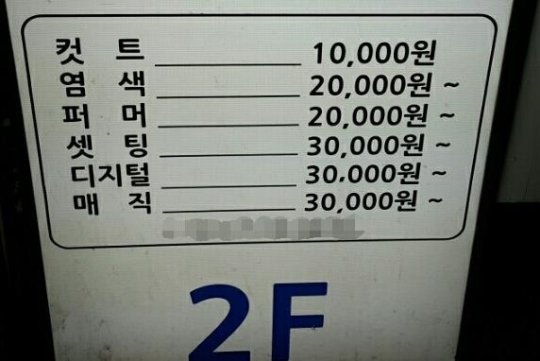 컷 트 10,000원
염 색 20,000원 ~
퍼 머 20,000원 ~
셋 팅 30,000원 ~
디지털 30,000원 ~
매 직 30,000원 ~
2F